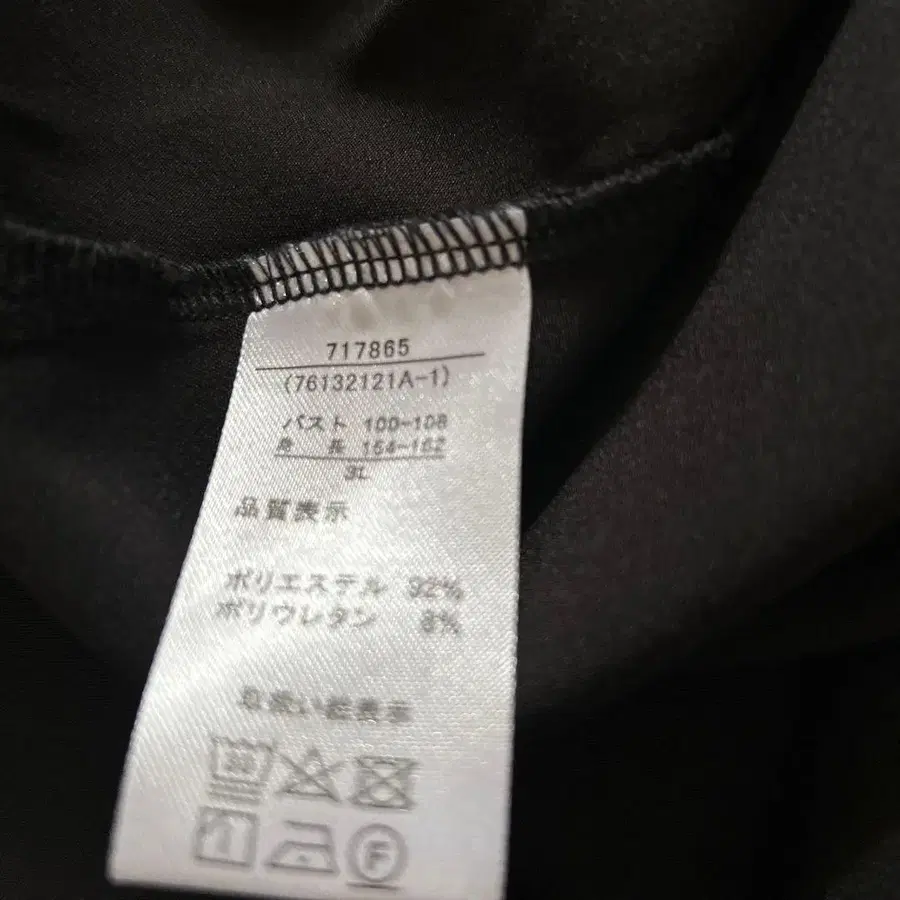 717865
(76132121A-1)
バスト 100-108
身 長 154-162
3L
品質表示
ポリエステル 92%
ポリウレタン 8%
取扱い絵表示
F